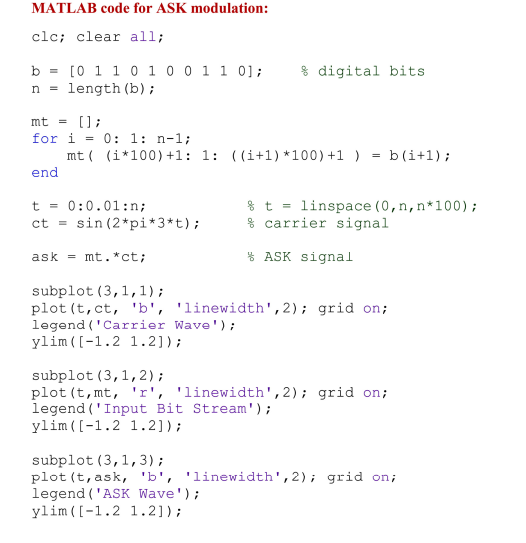 MATLAB code for ASK modulation:
clc; clear all;
b = [0 1 1 0 1 0 0 1 1 0];    % digital bits
n = length(b);
mt = [];
for i = 0: 1: n-1;
    mt( (i*100)+1: 1: ((i+1)*100)+1 ) = b(i+1);
end
t = 0:0.01:n;    % t = linspace(0,n,n*100);
ct = sin(2*pi*3*t);    % carrier signal
ask = mt.*ct;    % ASK signal
subplot(3,1,1);
plot(t,ct, 'b', 'linewidth',2); grid on;
legend('Carrier Wave');
ylim([-1.2 1.2]);
subplot(3,1,2);
plot(t,mt, 'r', 'linewidth',2); grid on;
legend('Input Bit Stream');
ylim([-1.2 1.2]);
subplot(3,1,3);
plot(t,ask, 'b', 'linewidth',2); grid on;
legend('ASK Wave');
ylim([-1.2 1.2]);